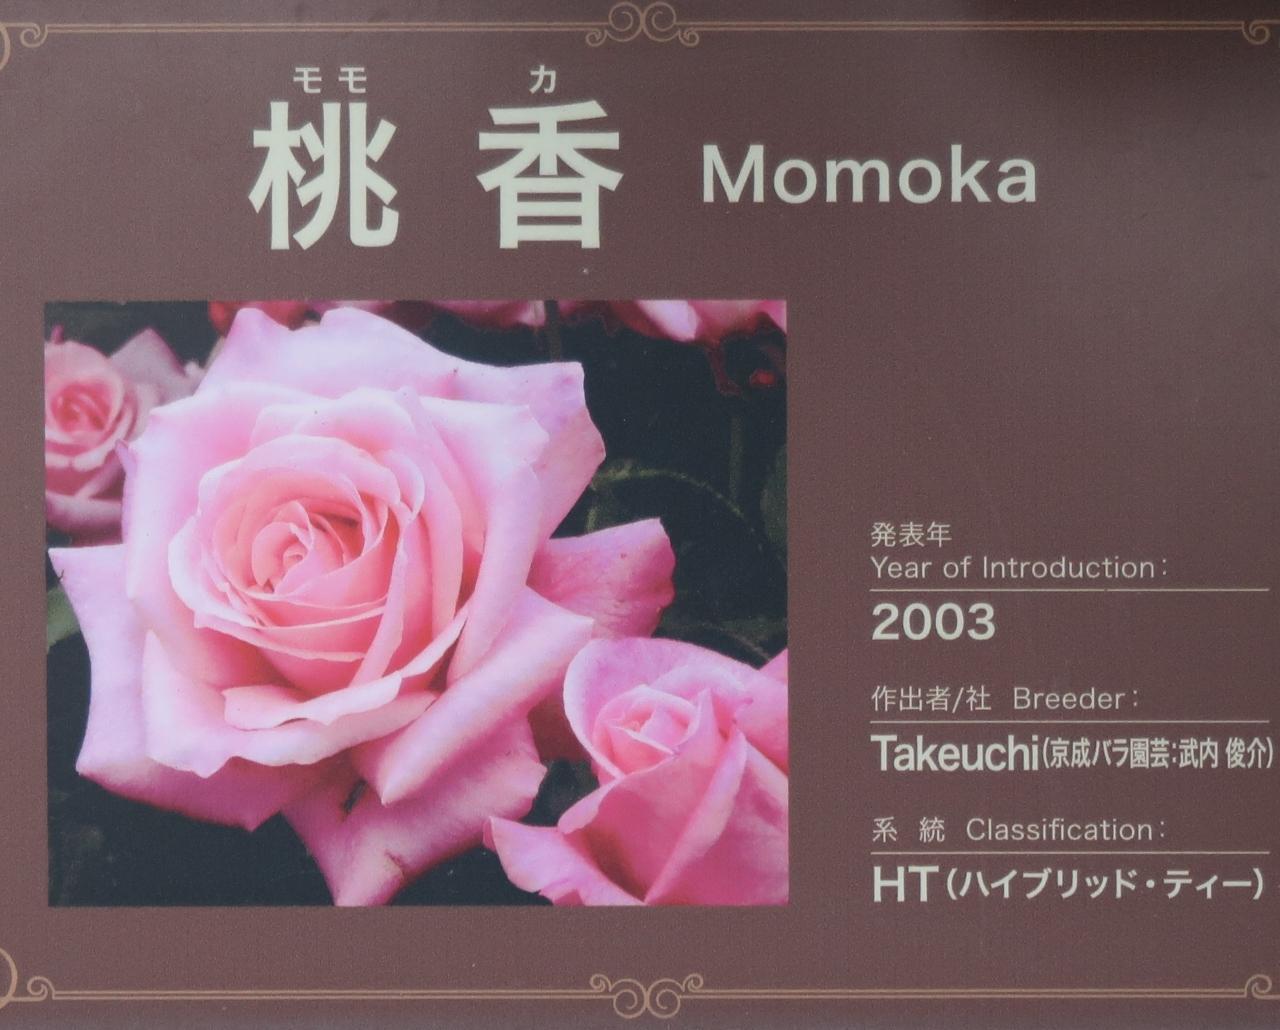 モモ カ
桃 香 Momoka
発表年
Year of Introduction:
2003
作出者/社 Breeder:
Takeuchi(京成バラ園芸:武内 俊介)
系 統 Classification:
HT(ハイブリッド・ティー)